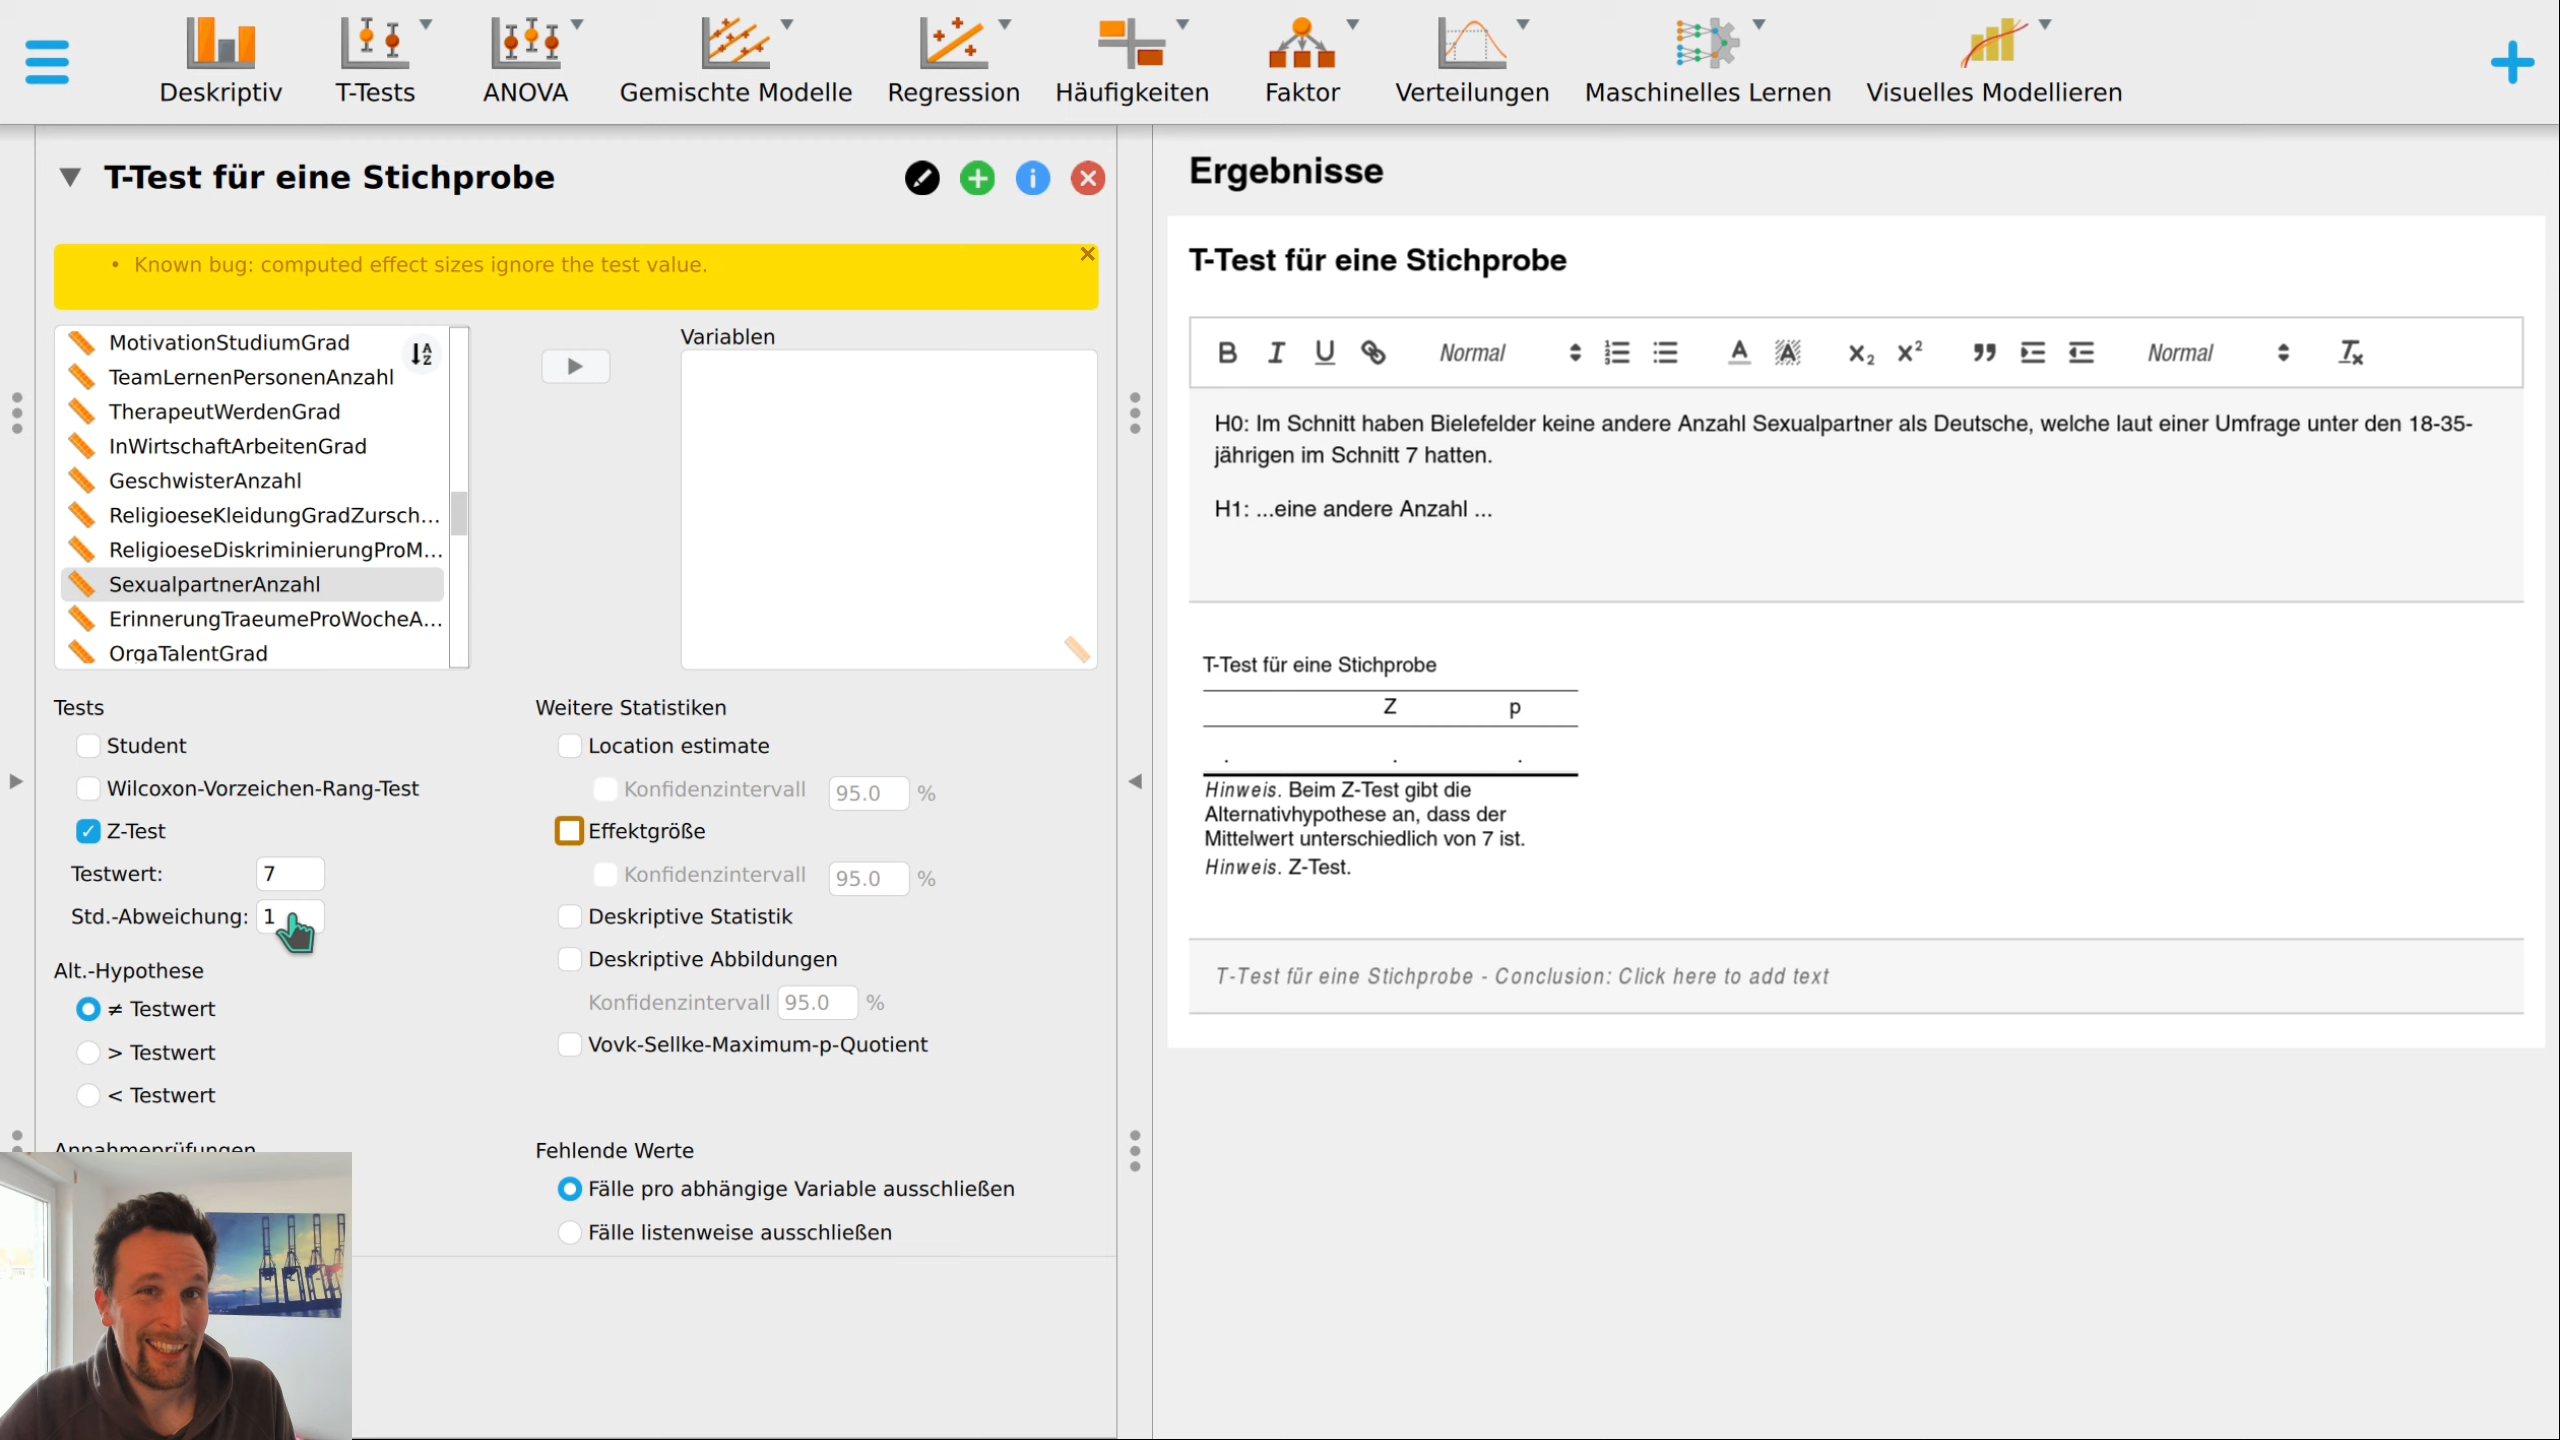 Deskriptiv
T-Tests
ANOVA
Gemischte Modelle
Regression
Häufigkeiten
Faktor
Verteilungen
Maschinelles Lernen
Visuelles Modellieren
T-Test für eine Stichprobe
• Known bug: computed effect sizes ignore the test value.
MotivationStudiumGrad
TeamLernenPersonenAnzahl
TherapeutWerdenGrad
InWirtschaftArbeitenGrad
GeschwisterAnzahl
ReligioeseKleidungGradZursch...
ReligioeseDiskriminierungProM...
SexualpartnerAnzahl
ErinnerungTraeumeProWocheA...
OrgaTalentGrad
Variablen
Tests
Student
Wilcoxon-Vorzeichen-Rang-Test
Z-Test
Testwert: 7
Std.-Abweichung: 1
Alt.-Hypothese
≠ Testwert
> Testwert
< Testwert
Annahmeprüfungen
Weitere Statistiken
Location estimate
Konfidenzintervall 95.0 %
Effektgröße
Konfidenzintervall 95.0 %
Deskriptive Statistik
Deskriptive Abbildungen
Konfidenzintervall 95.0 %
Vovk-Sellke-Maximum-p-Quotient
Fehlende Werte
Fälle pro abhängige Variable ausschließen
Fälle listenweise ausschließen
Ergebnisse
T-Test für eine Stichprobe
Normal
Normal
H0: Im Schnitt haben Bielefelder keine andere Anzahl Sexualpartner als Deutsche, welche laut einer Umfrage unter den 18-35-
jährigen im Schnitt 7 hatten.
H1: ...eine andere Anzahl ...
T-Test für eine Stichprobe
Z p
. . .
Hinweis. Beim Z-Test gibt die
Alternativhypothese an, dass der
Mittelwert unterschiedlich von 7 ist.
Hinweis. Z-Test.
T-Test für eine Stichprobe - Conclusion: Click here to add text